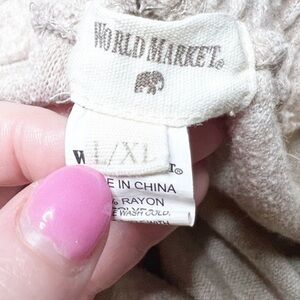 WORLD MARKET®
L/XL
W T.®
E IN CHINA
% RAYON
E WASH COLD.